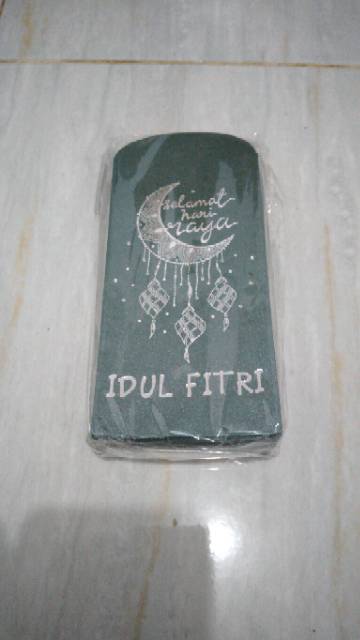 Selamat
hari
raya
IDUL FITRI